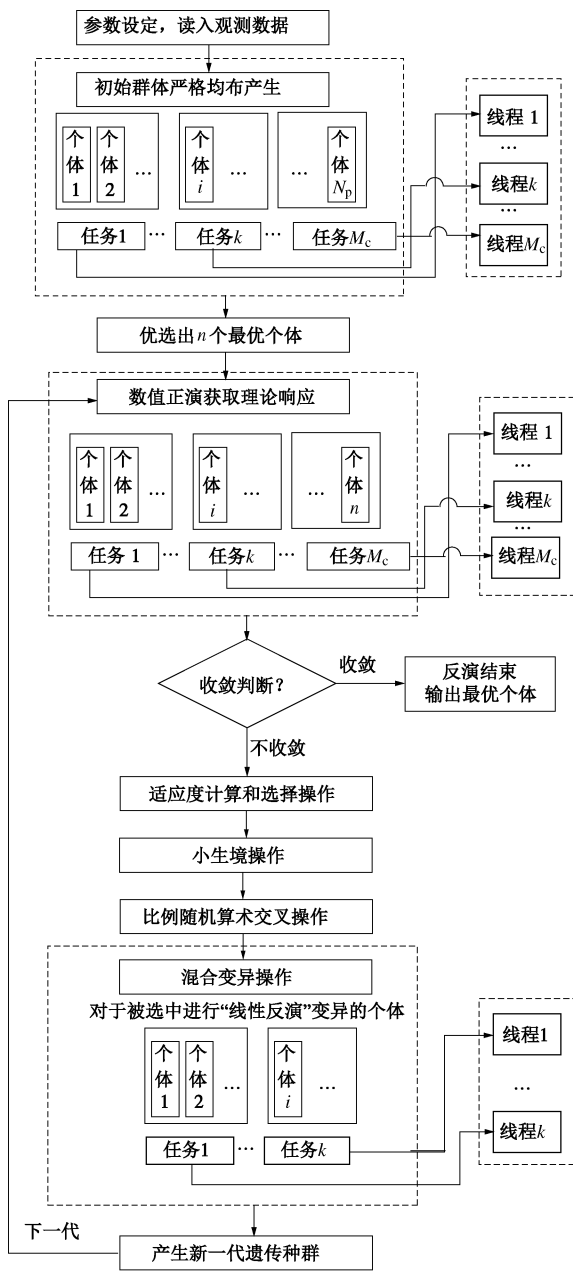 参数设定，读入观测数据
初始群体严格均布产生
个体1 个体2 … 个体i … … 个体Np
任务1 … 任务k … 任务Mc
线程 1
…
线程k
…
线程Mc
优选出n个最优个体
数值正演获取理论响应
个体1 个体2 … 个体i … … 个体n
任务 1 … 任务k … 任务Mc
线程 1
…
线程k
…
线程Mc
收敛判断？
收敛
反演结束
输出最优个体
不收敛
适应度计算和选择操作
小生境操作
比例随机算术交叉操作
混合变异操作
对于被选中进行“线性反演”变异的个体
个体1 个体2 … 个体i …
任务1 … 任务k
线程1
…
线程k
下一代
产生新一代遗传种群